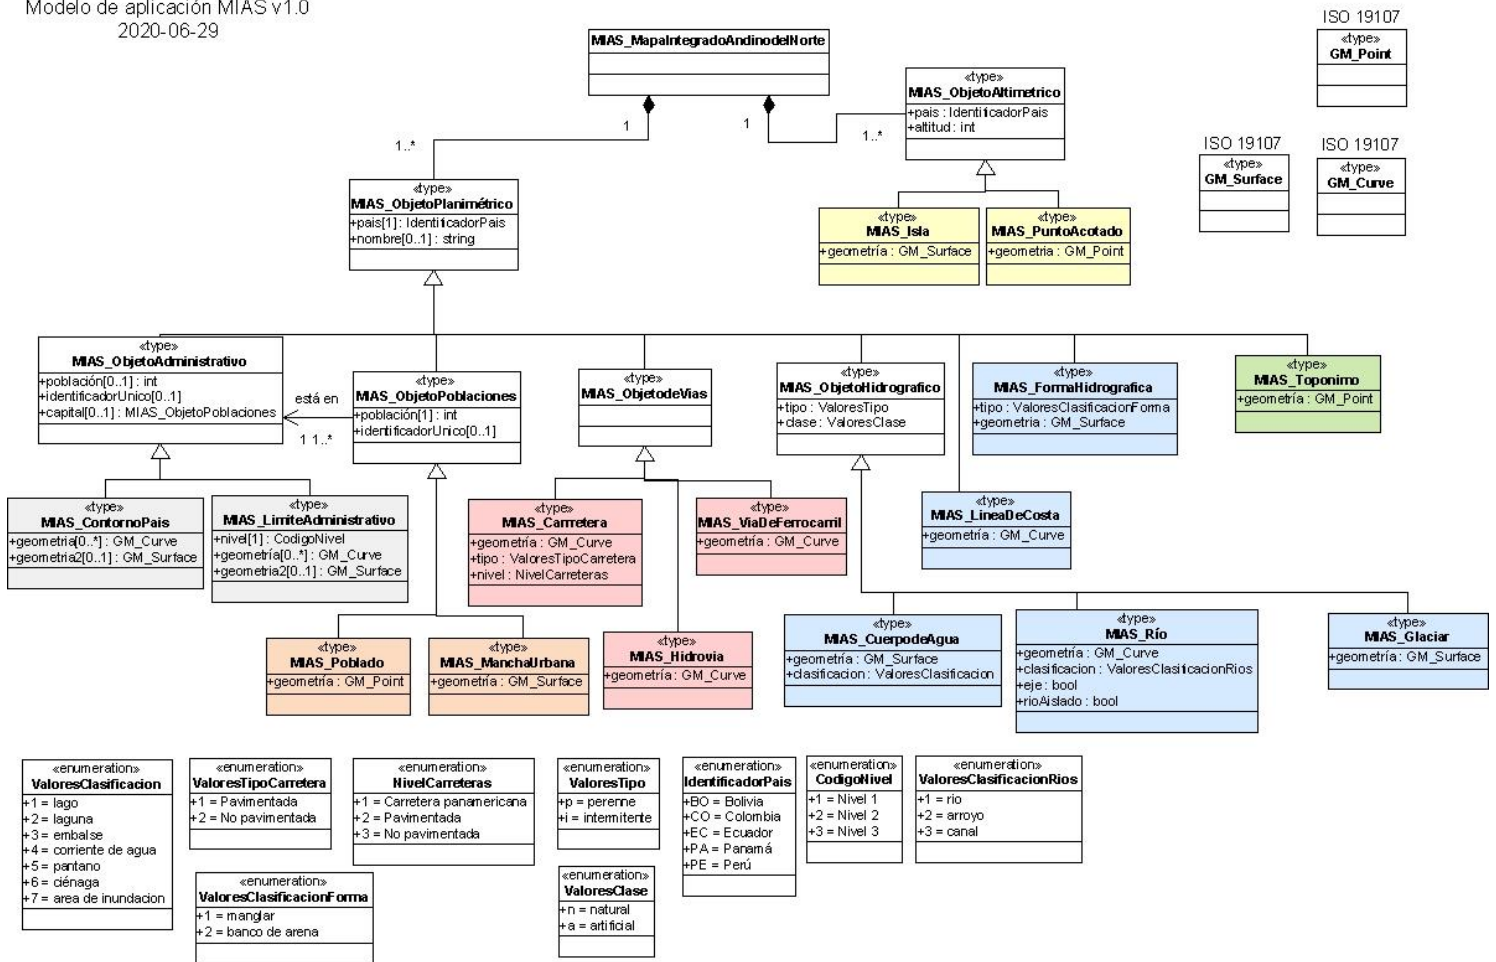 Modelo de aplicación MIAS v1.0
2020-06-29
MIAS_MapaIntegradoAndinodelNorte
1
1..*
1
1..*
«type»
MIAS_ObjetoAltimetrico
+pais : IdentificadorPais
+altitud : int
ISO 19107
«type»
GM_Point
ISO 19107
«type»
GM_Surface
ISO 19107
«type»
GM_Curve
«type»
MIAS_ObjetoPlanimétrico
+pais[1] : IdentificadorPais
+nombre[0..1] : string
«type»
MIAS_Isla
+geometría : GM_Surface
«type»
MIAS_PuntoAcotado
+geometria : GM_Point
«type»
MIAS_ObjetoAdministrativo
+población[0..1] : int
+identificadorUnico[0..1]
+capital[0..1] : MIAS_ObjetoPoblaciones
está en
1 1..*
«type»
MIAS_ObjetoPoblaciones
+población[1] : int
+identificadorUnico[0..1]
«type»
MIAS_ObjetodeVias
«type»
MIAS_ObjetoHidrografico
+tipo : ValoresTipo
+clase : ValoresClase
«type»
MIAS_FormaHidrografica
+tipo : ValoresClasificacionForma
+geometria : GM_Surface
«type»
MIAS_Toponimo
+geometría : GM_Point
«type»
MIAS_ContornoPais
+geometria[0..*] : GM_Curve
+geometria2[0..1] : GM_Surface
«type»
MIAS_LimiteAdministrativo
+nivel[1] : CodigoNivel
+geometría[0..*] : GM_Curve
+geometria2[0..1] : GM_Surface
«type»
MIAS_Carrretera
+geometría : GM_Curve
+tipo : ValoresTipoCarretera
+nivel : NivelCarreteras
«type»
MIAS_ViaDeFerrocarril
+geometría : GM_Curve
«type»
MIAS_LineaDeCosta
+geometría : GM_Curve
«type»
MIAS_Poblado
+geometría : GM_Point
«type»
MIAS_ManchaUrbana
+geometría : GM_Surface
«type»
MIAS_Hidrovia
+geometría : GM_Curve
«type»
MIAS_CuerpodeAgua
+geometría : GM_Surface
+clasificacion : ValoresClasificacion
«type»
MIAS_Río
+geometría : GM_Curve
+clasificacion : ValoresClasificacionRios
+eje : bool
+rioAislado : bool
«type»
MIAS_Glaciar
+geometría : GM_Surface
«enumeration»
ValoresClasificacion
+1 = lago
+2 = laguna
+3 = embalse
+4 = corriente de agua
+5 = pantano
+6 = ciénaga
+7 = area de inundacion
«enumeration»
ValoresTipoCarretera
+1 = Pavimentada
+2 = No pavimentada
«enumeration»
NivelCarreteras
+1 = Carretera panamericana
+2 = Pavimentada
+3 = No pavimentada
«enumeration»
ValoresTipo
+p = perenne
+i = intermitente
«enumeration»
IdentificadorPais
+BO = Bolivia
+CO = Colombia
+EC = Ecuador
+PA = Panamá
+PE = Perú
«enumeration»
CodigoNivel
+1 = Nivel 1
+2 = Nivel 2
+3 = Nivel 3
«enumeration»
ValoresClasificacionRios
+1 = rio
+2 = arroyo
+3 = canal
«enumeration»
ValoresClasificacionForma
+1 = manglar
+2 = banco de arena
«enumeration»
ValoresClase
+n = natural
+a = artificial